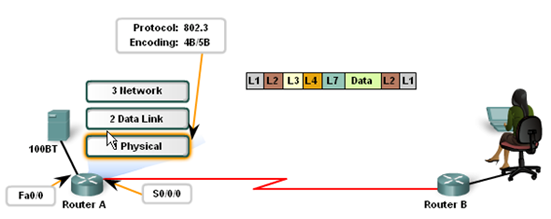 Protocol: 802.3
Encoding: 4B/5B
L1 L2 L3 L4 L7 Data L2 L1
3 Network
2 Data Link
1 Physical
100BT
Fa0/0
S0/0/0
Router A
Router B